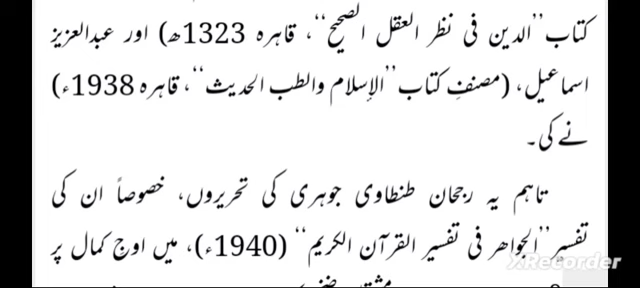 کتاب ’’الدین فی نظر العقل الصحیح‘‘، قاہرہ 1323ھ) اور عبدالعزیز
اسماعیل، (مصنفِ کتاب ’’الإسلام والطب الحدیث‘‘، قاہرہ 1938ء)
نے کی۔
تاہم یہ رجحان طنطاوی جوہری کی تحریروں، خصوصاً ان کی
تفسیر ’’الجواھر فی تفسیر القرآن الکریم‘‘ (1940ء)، میں اوجِ کمال پر
XRecorder